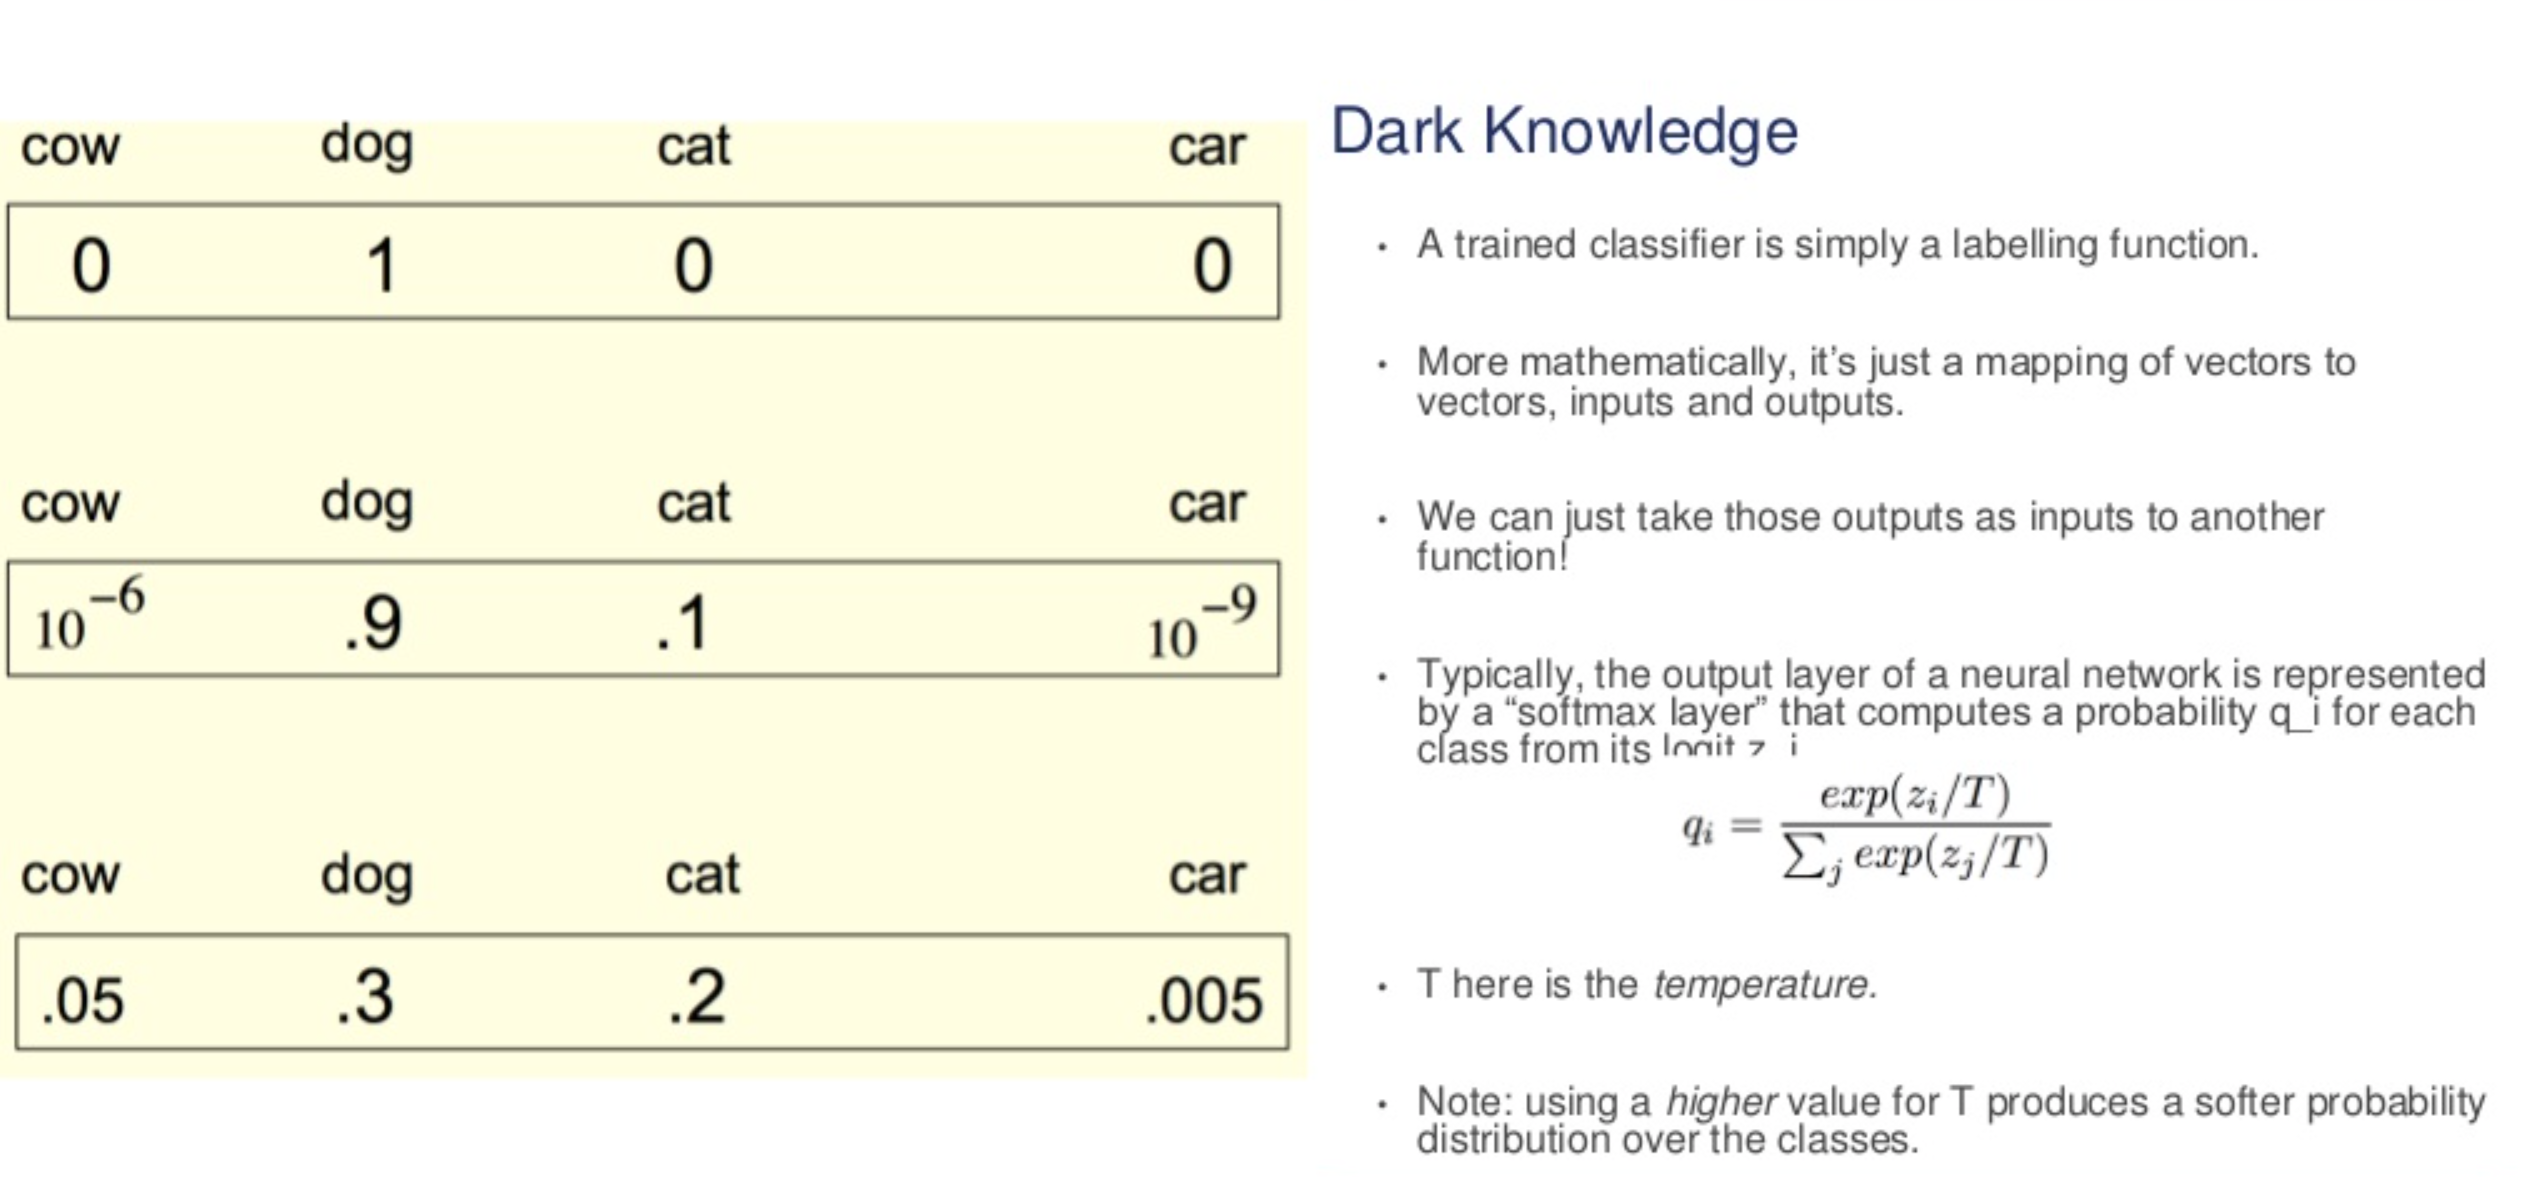 cow dog cat car
0 1 0 0
cow dog cat car
10⁻⁶ .9 .1 10⁻⁹
cow dog cat car
.05 .3 .2 .005
Dark Knowledge
• A trained classifier is simply a labelling function.
• More mathematically, it’s just a mapping of vectors to
vectors, inputs and outputs.
• We can just take those outputs as inputs to another
function!
• Typically, the output layer of a neural network is represented
by a “softmax layer” that computes a probability q_i for each
class from its logit z_i
qᵢ = exp(zᵢ/T) / ∑ⱼ exp(zⱼ/T)
• T here is the temperature.
• Note: using a higher value for T produces a softer probability
distribution over the classes.